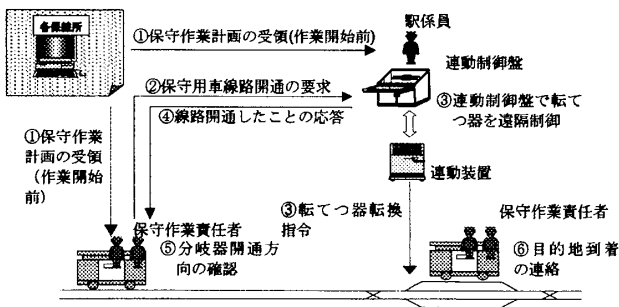 各保線所
①保守作業計画の受領(作業開始前)
駅係員
連動制御盤
②保守用車線路開通の要求
③連動制御盤で転て
つ器を遠隔制御
④線路開通したことの応答
①保守作業
計画の受領
（作業開始
前）
連動装置
③転てつ器転換
指令
保守作業責任者
⑤分岐器開通方
向の確認
保守作業責任者
⑥目的地到着
の連絡